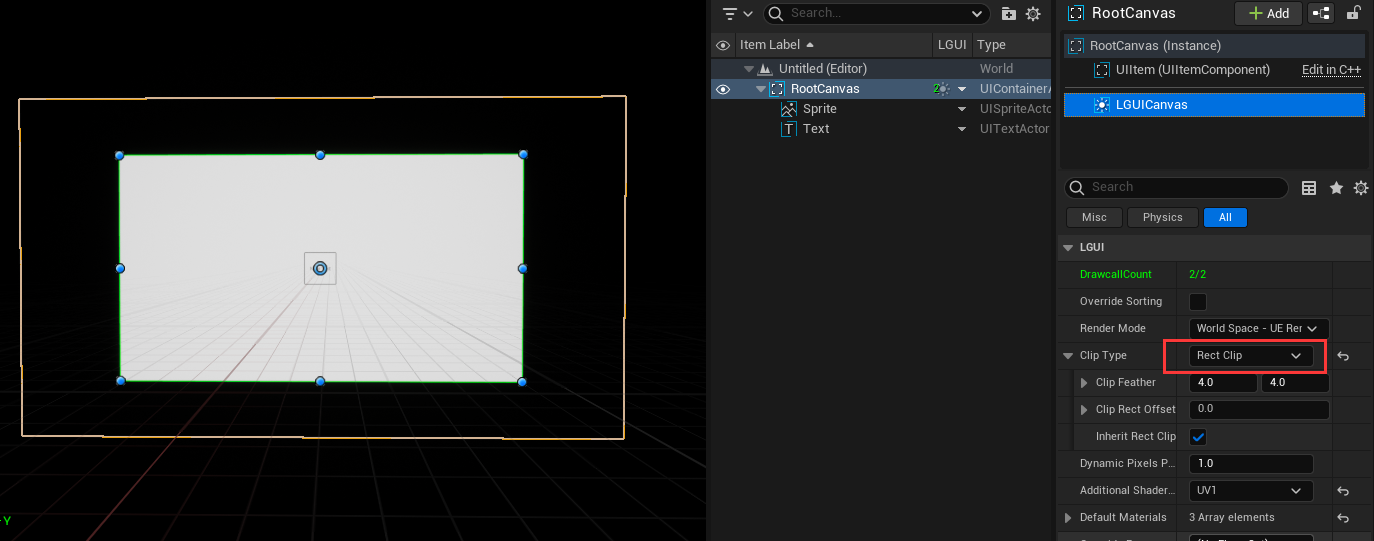 Y
Search...
Item Label LGUI Type
Untitled (Editor) World
RootCanvas 2 UIContainerA
Sprite UISpriteActo
Text UITextActor
RootCanvas + Add
RootCanvas (Instance)
UIItem (UIItemComponent) Edit in C++
LGUICanvas
Search
Misc Physics All
LGUI
DrawcallCount 2/2
Override Sorting
Render Mode World Space - UE Rer
Clip Type Rect Clip
Clip Feather 4.0 4.0
Clip Rect Offset 0.0
Inherit Rect Clip
Dynamic Pixels P... 1.0
Additional Shader... UV1
Default Materials 3 Array elements